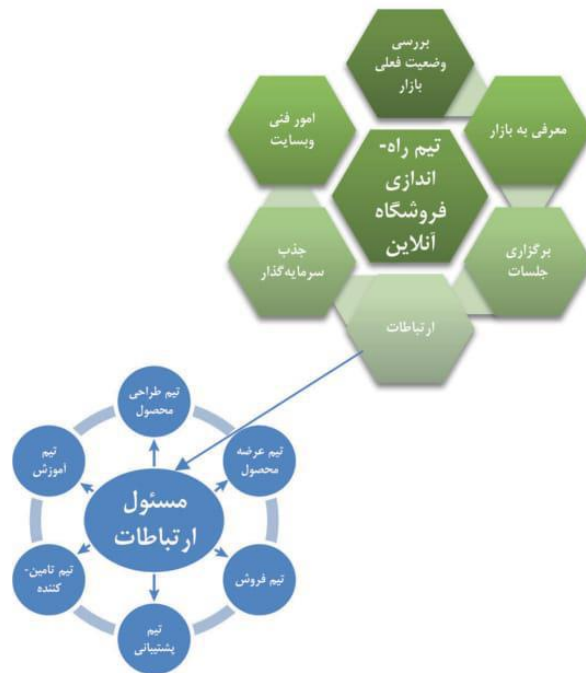 بررسی
وضعیت فعلی
بازار
معرفی به بازار
امور فنی
وبسایت
تیم راه-
اندازی
فروشگاه
آنلاین
برگزاری
جلسات
جذب
سرمایه‌گذار
ارتباطات
تیم طراحی
محصول
تیم عرضه
محصول
تیم
آموزش
مسئول
ارتباطات
تیم فروش
تیم تامین-
کننده
تیم
پشتیبانی